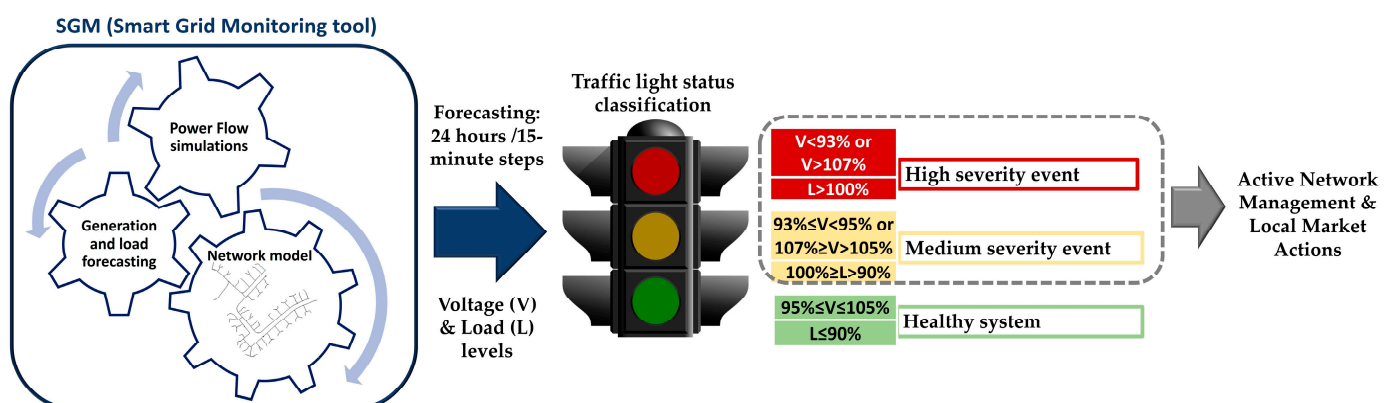 SGM (Smart Grid Monitoring tool)
Power Flow
simulations
Generation
and load
forecasting
Network model
Forecasting:
24 hours /15-
minute steps
Voltage (V)
& Load (L)
levels
Traffic light status
classification
V<93% or
V>107%
L>100%
High severity event
93%≤V<95% or
107%≥V>105%
100%≥L>90%
Medium severity event
95%≤V≤105%
L≤90%
Healthy system
Active Network
Management &
Local Market
Actions